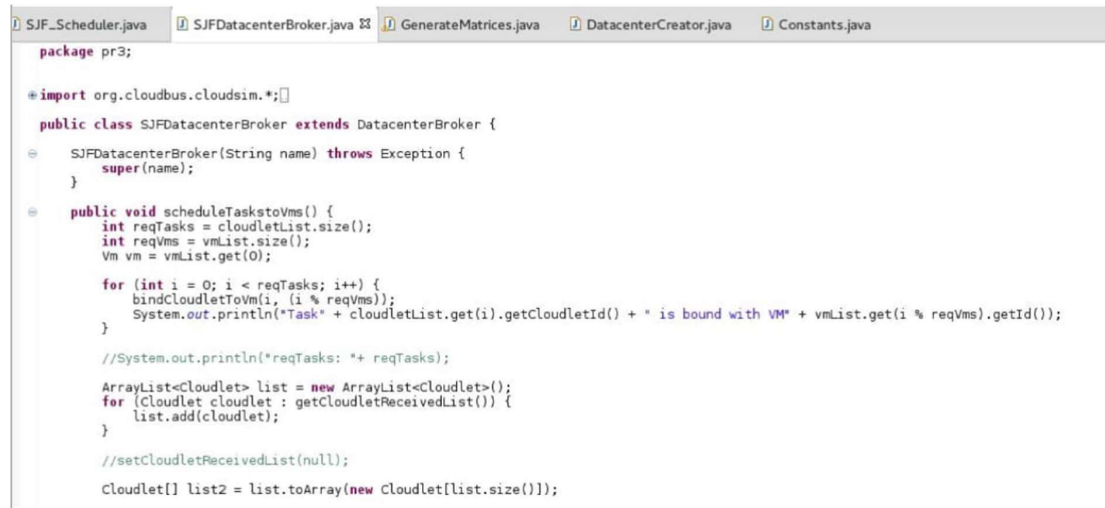 SJF_Scheduler.java SJFDatacenterBroker.java GenerateMatrices.java DatacenterCreator.java Constants.java
package pr3;
import org.cloudbus.cloudsim.*;
public class SJFDatacenterBroker extends DatacenterBroker {
SJFDatacenterBroker(String name) throws Exception {
super(name);
}
public void scheduleTaskstoVms() {
int reqTasks = cloudletList.size();
int reqVms = vmList.size();
Vm vm = vmList.get(0);
for (int i = 0; i < reqTasks; i++) {
bindCloudletToVm(i, (i % reqVms));
System.out.println("Task" + cloudletList.get(i).getCloudletId() + " is bound with VM" + vmList.get(i % reqVms).getId());
}
//System.out.println("reqTasks: "+ reqTasks);
ArrayList<Cloudlet> list = new ArrayList<Cloudlet>();
for (Cloudlet cloudlet : getCloudletReceivedList()) {
list.add(cloudlet);
}
//setCloudletReceivedList(null);
Cloudlet[] list2 = list.toArray(new Cloudlet[list.size()]);